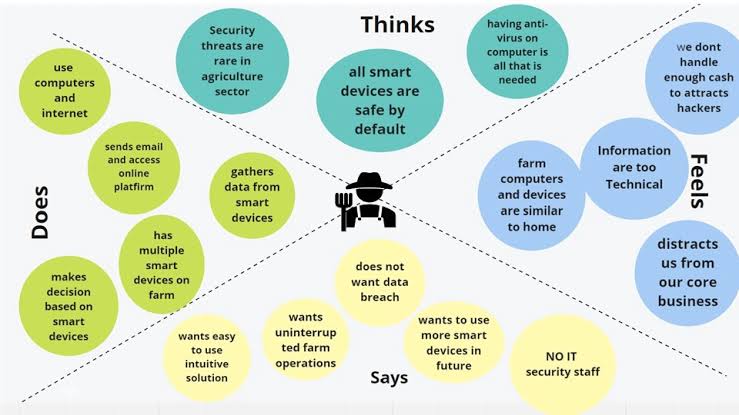 Thinks
Security
threats are
rare in
agriculture
sector
all smart
devices are
safe by
default
having anti-
virus on
computer is
all that is
needed
Does
use
computers
and
internet
sends email
and access
online
platfirm
gathers
data from
smart
devices
has
multiple
smart
devices on
farm
makes
decision
based on
smart
devices
Feels
we dont
handle
enough cash
to attracts
hackers
Information
are too
Technical
farm
computers
and devices
are similar
to home
distracts
us from
our core
business
does not
want data
breach
wants easy
to use
intuitive
solution
wants
uninterrup
ted farm
operations
wants to use
more smart
devices in
future
NO IT
security staff
Says